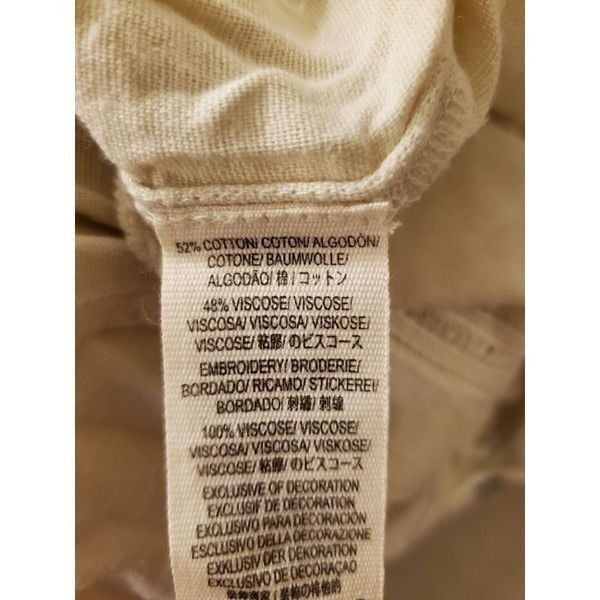 52% COTTON/ COTON/ ALGODÓN/
COTONE/ BAUMWOLLE/
ALGODÃO/ 棉 / コットン
48% VISCOSE/ VISCOSE/
VISCOSA/ VISCOSA/ VISKOSE/
VISCOSE/ 粘膠/ のビスコース
EMBROIDERY/ BRODERIE/
BORDADO/ RICAMO/ STICKEREI/
BORDADO/ 刺繡/ 刺繍
100% VISCOSE/ VISCOSE/
VISCOSA/ VISCOSA/ VISKOSE/
VISCOSE/ 粘膠/ のビスコース
EXCLUSIVE OF DECORATION
EXCLUSIF DE DECORATION
EXCLUSIVO PARA DECORACIÓN
ESCLUSIVO DELLA DECORAZIONE
EXKLUSIV DER DEKORATION
EXCLUSIVO DE DECORAÇÃO